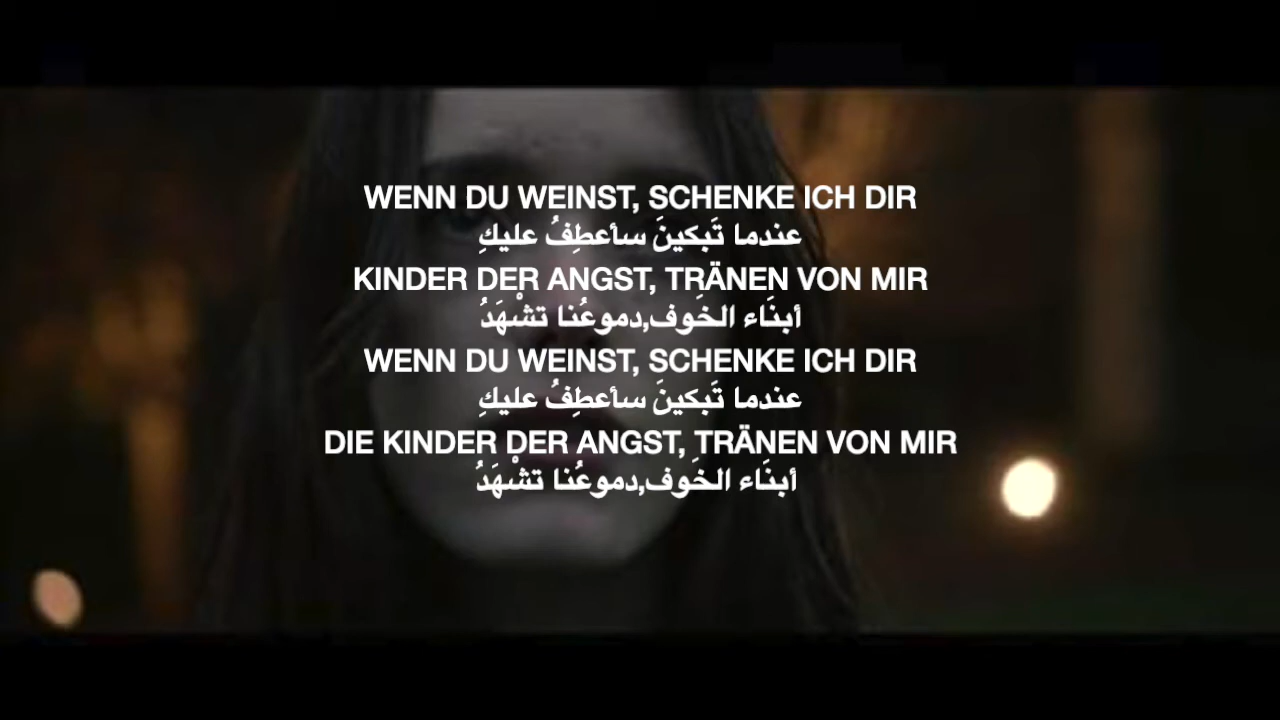 WENN DU WEINST, SCHENKE ICH DIR
عندما تَبكينَ سأعطِفُ عليكِ
KINDER DER ANGST, TRÄNEN VON MIR
أبنَاء الخَوف,دموعُنا تشْهَدُ
WENN DU WEINST, SCHENKE ICH DIR
عندما تَبكينَ سأعطِفُ عليكِ
DIE KINDER DER ANGST, TRÄNEN VON MIR
أبنَاء الخَوف,دموعُنا تشْهَدُ